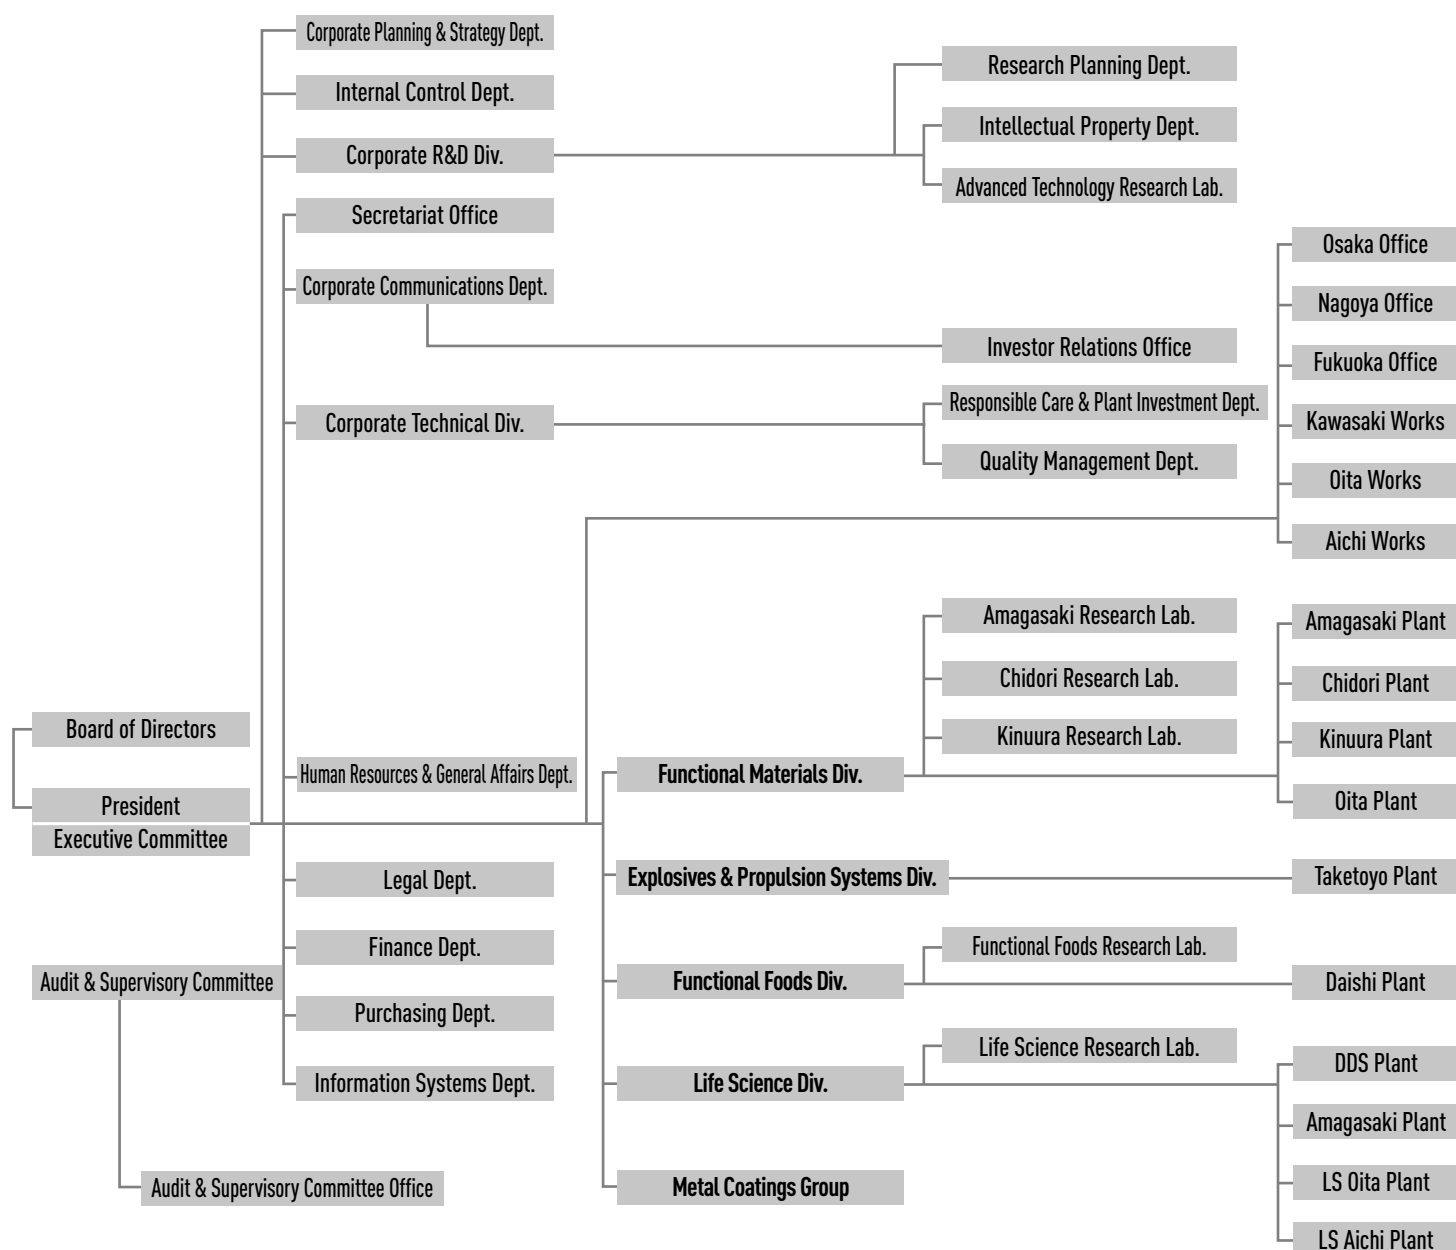 Corporate Planning & Strategy Dept.
Internal Control Dept.
Corporate R&D Div.
Research Planning Dept.
Intellectual Property Dept.
Advanced Technology Research Lab.
Secretariat Office
Corporate Communications Dept.
Investor Relations Office
Corporate Technical Div.
Responsible Care & Plant Investment Dept.
Quality Management Dept.
Osaka Office
Nagoya Office
Fukuoka Office
Kawasaki Works
Oita Works
Aichi Works
Board of Directors
President
Executive Committee
Human Resources & General Affairs Dept.
Legal Dept.
Finance Dept.
Purchasing Dept.
Information Systems Dept.
Audit & Supervisory Committee
Audit & Supervisory Committee Office
Functional Materials Div.
Amagasaki Research Lab.
Chidori Research Lab.
Kinuura Research Lab.
Amagasaki Plant
Chidori Plant
Kinuura Plant
Oita Plant
Explosives & Propulsion Systems Div.
Taketoyo Plant
Functional Foods Div.
Functional Foods Research Lab.
Daishi Plant
Life Science Div.
Life Science Research Lab.
DDS Plant
Amagasaki Plant
LS Oita Plant
LS Aichi Plant
Metal Coatings Group